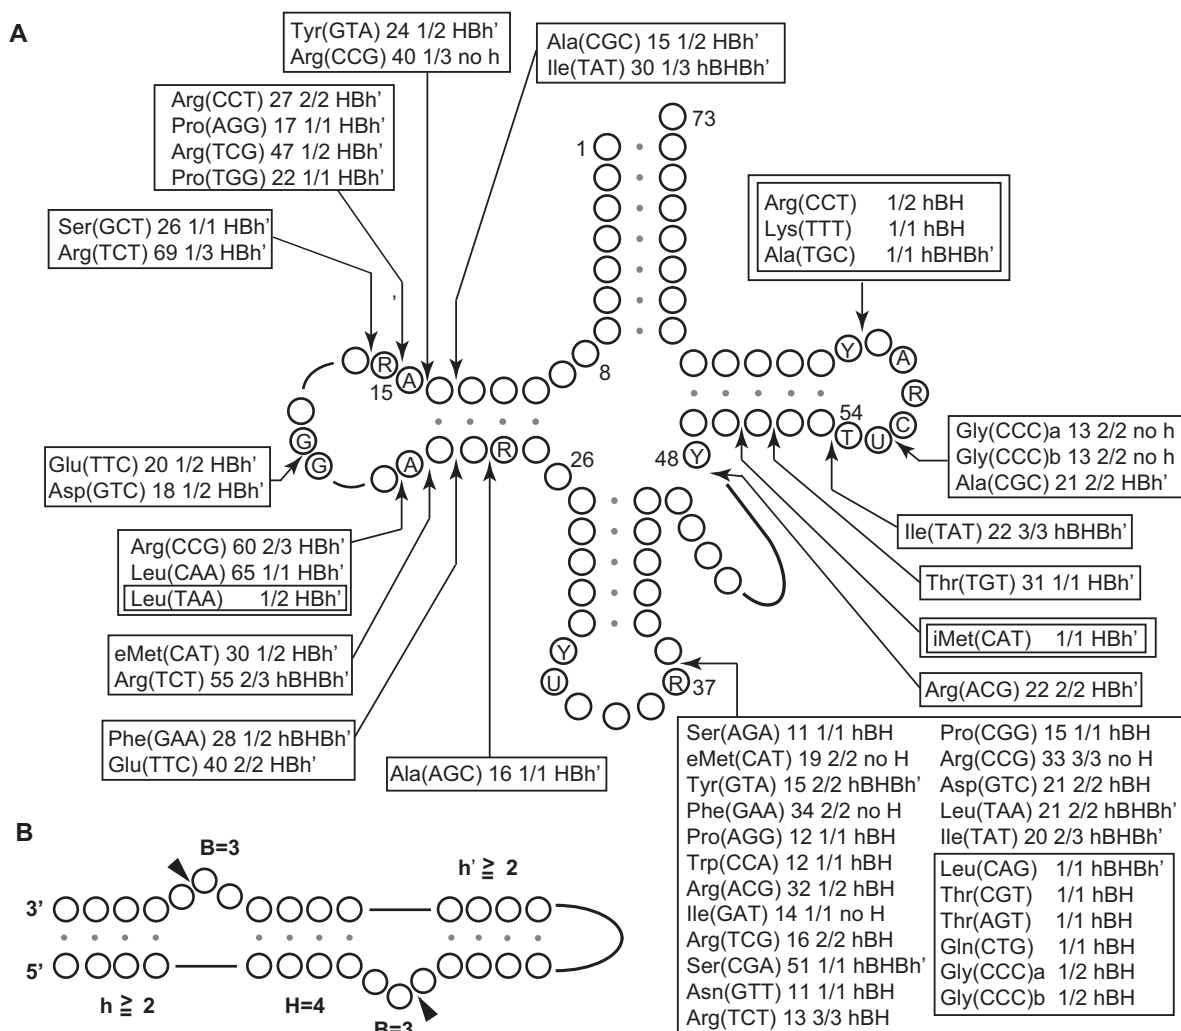 A
Tyr(GTA) 24 1/2 HBh’
Arg(CCG) 40 1/3 no h
Ala(CGC) 15 1/2 HBh’
Ile(TAT) 30 1/3 hBHBh’
Arg(CCT) 27 2/2 HBh’
Pro(AGG) 17 1/1 HBh’
Arg(TCG) 47 1/2 HBh’
Pro(TGG) 22 1/1 HBh’
Ser(GCT) 26 1/1 HBh’
Arg(TCT) 69 1/3 HBh’
’
73
1
8
Arg(CCT) 1/2 hBH
Lys(TTT) 1/1 hBH
Ala(TGC) 1/1 hBHBh’
R
15
A
G
G
A
R
26
Y
A
R
C
U
T
54
48
Y
Glu(TTC) 20 1/2 HBh’
Asp(GTC) 18 1/2 HBh’
Gly(CCC)a 13 2/2 no h
Gly(CCC)b 13 2/2 no h
Ala(CGC) 21 2/2 HBh’
Arg(CCG) 60 2/3 HBh’
Leu(CAA) 65 1/1 HBh’
Leu(TAA) 1/2 HBh’
Ile(TAT) 22 3/3 hBHBh’
Thr(TGT) 31 1/1 HBh’
iMet(CAT) 1/1 HBh’
Arg(ACG) 22 2/2 HBh’
eMet(CAT) 30 1/2 HBh’
Arg(TCT) 55 2/3 hBHBh’
Y
U
R
37
Phe(GAA) 28 1/2 hBHBh’
Glu(TTC) 40 2/2 HBh’
Ala(AGC) 16 1/1 HBh’
Ser(AGA) 11 1/1 hBH
eMet(CAT) 19 2/2 no H
Tyr(GTA) 15 2/2 hBHBh’
Phe(GAA) 34 2/2 no H
Pro(AGG) 12 1/1 hBH
Trp(CCA) 12 1/1 hBH
Arg(ACG) 32 1/2 hBH
Ile(GAT) 14 1/1 no H
Arg(TCG) 16 2/2 hBH
Ser(CGA) 51 1/1 hBHBh’
Asn(GTT) 11 1/1 hBH
Arg(TCT) 13 3/3 hBH
Pro(CGG) 15 1/1 hBH
Arg(CCG) 33 3/3 no H
Asp(GTC) 21 2/2 hBH
Leu(TAA) 21 2/2 hBHBh’
Ile(TAT) 20 2/3 hBHBh’
Leu(CAG) 1/1 hBHBh’
Thr(CGT) 1/1 hBH
Thr(AGT) 1/1 hBH
Gln(CTG) 1/1 hBH
Gly(CCC)a 1/2 hBH
Gly(CCC)b 1/2 hBH
B
B=3
h’ ≧ 2
3’
5’
h ≧ 2
H=4
B=3